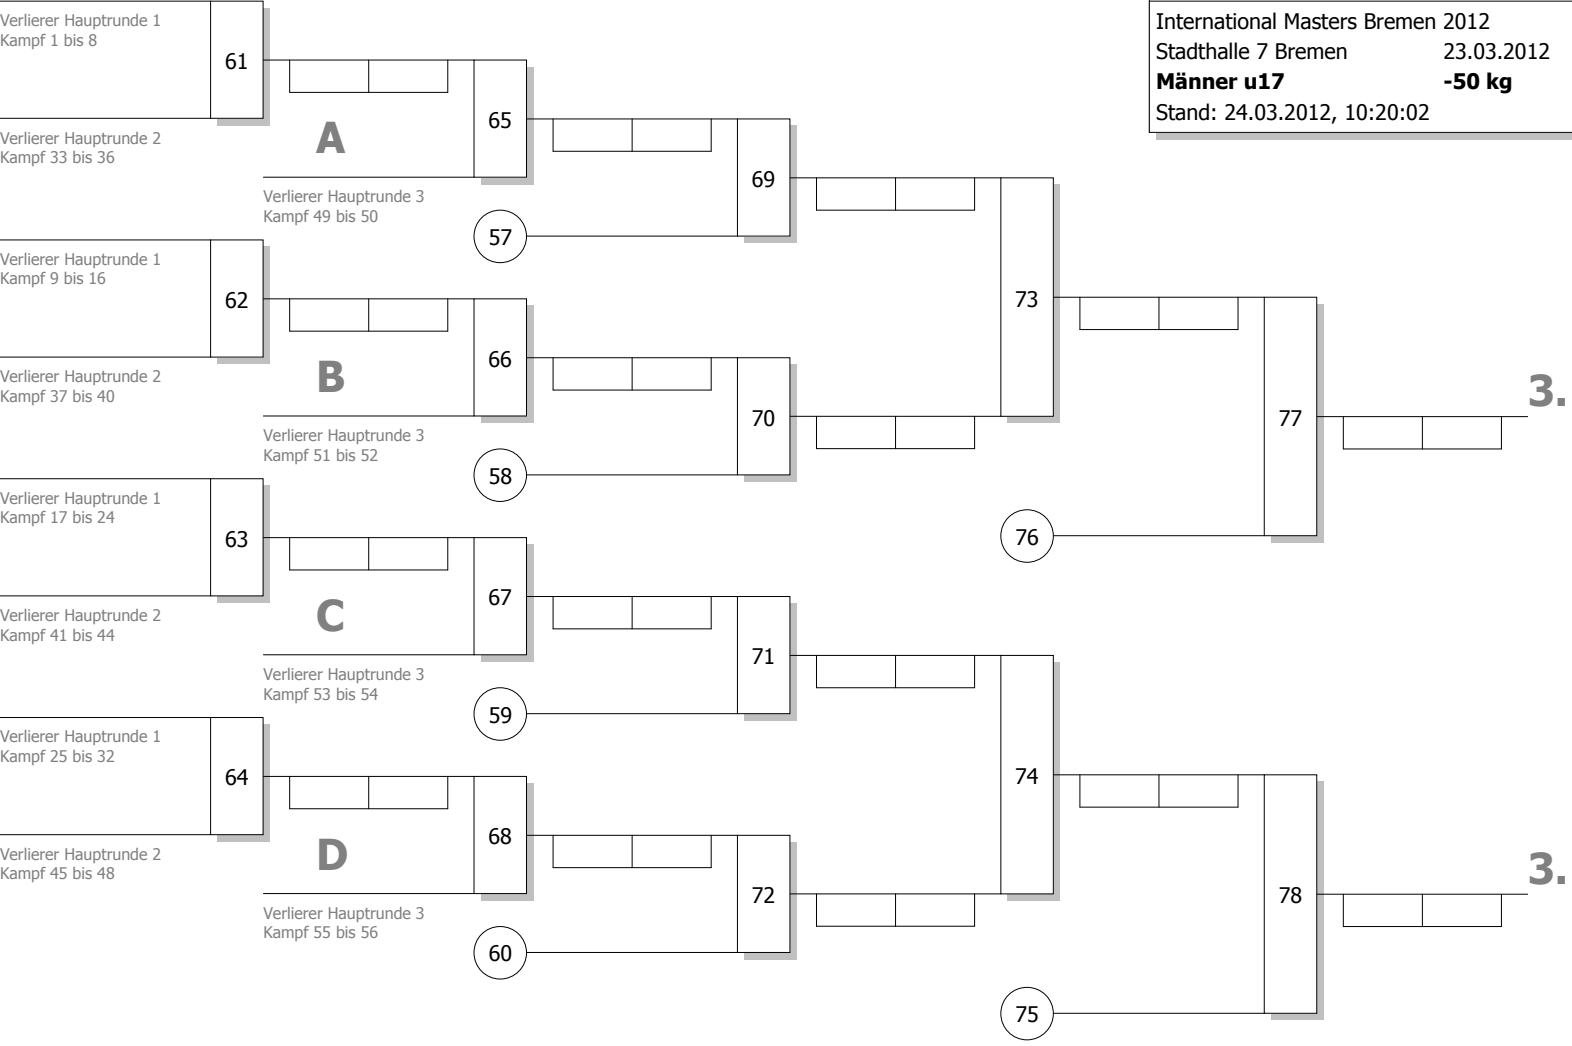 International Masters Bremen 2012
Stadthalle 7 Bremen 23.03.2012
Männer u17 -50 kg
Stand: 24.03.2012, 10:20:02
Verlierer Hauptrunde 1
Kampf 1 bis 8
61
Verlierer Hauptrunde 2
Kampf 33 bis 36
A
65
Verlierer Hauptrunde 3
Kampf 49 bis 50
57
69
Verlierer Hauptrunde 1
Kampf 9 bis 16
62
Verlierer Hauptrunde 2
Kampf 37 bis 40
B
66
Verlierer Hauptrunde 3
Kampf 51 bis 52
58
70
73
Verlierer Hauptrunde 1
Kampf 17 bis 24
63
Verlierer Hauptrunde 2
Kampf 41 bis 44
C
67
Verlierer Hauptrunde 3
Kampf 53 bis 54
59
71
Verlierer Hauptrunde 1
Kampf 25 bis 32
64
Verlierer Hauptrunde 2
Kampf 45 bis 48
D
68
Verlierer Hauptrunde 3
Kampf 55 bis 56
60
72
74
76
77
3.
75
78
3.